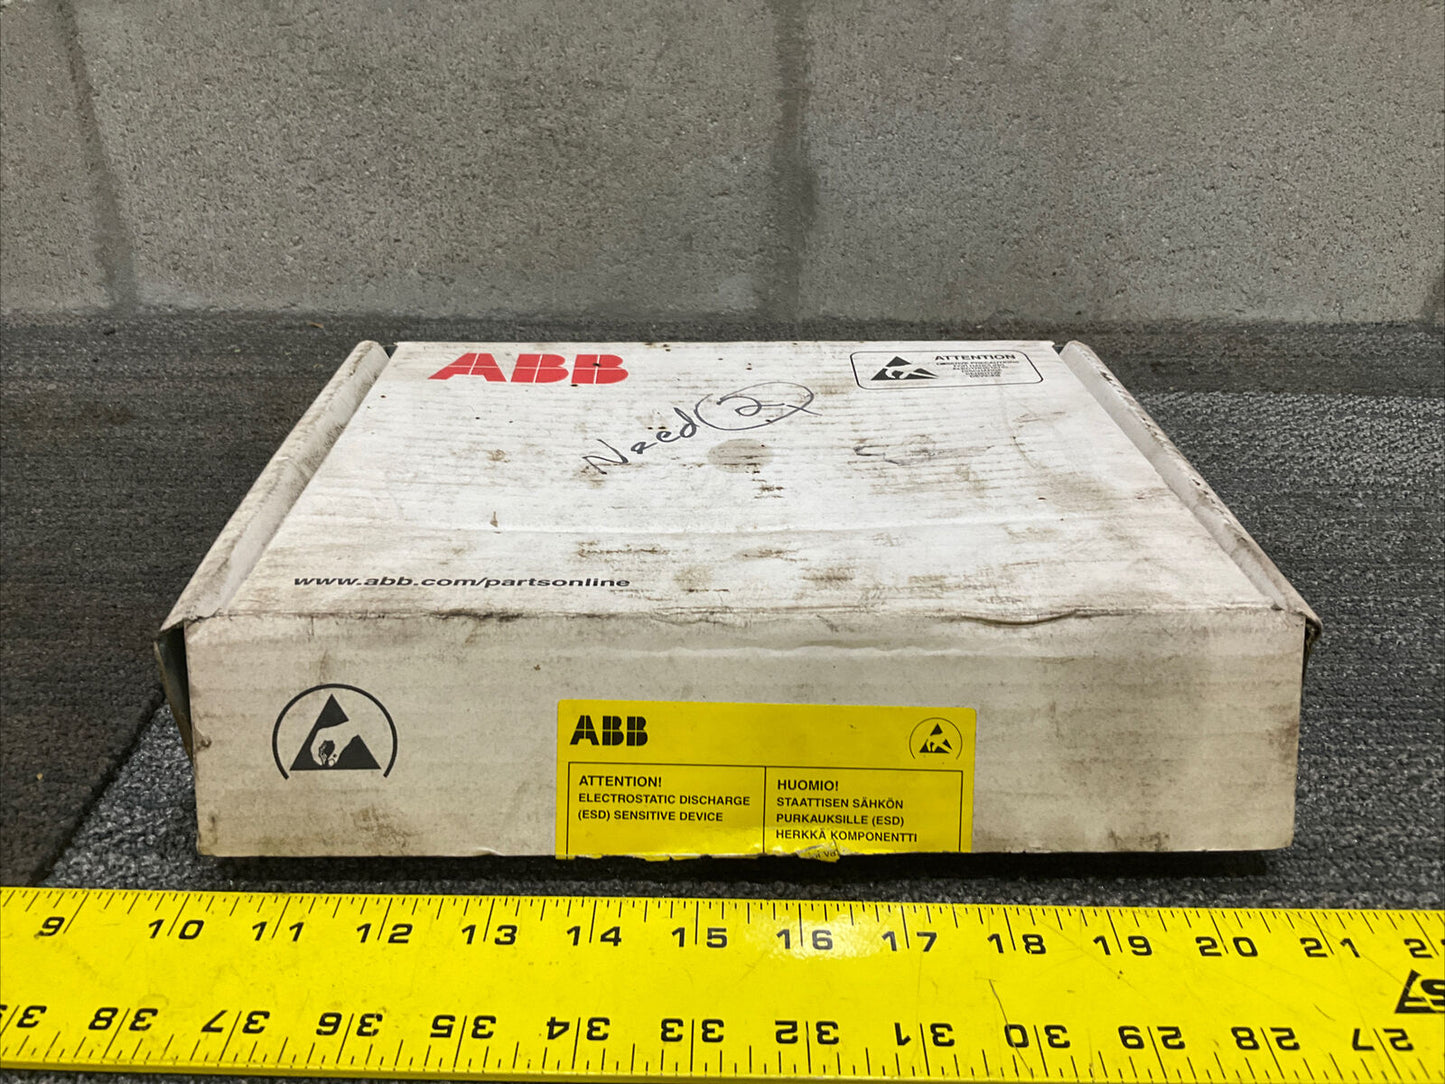 ABB
ATTENTION
Need 2
www.abb.com/partsonline
ABB
ATTENTION!
ELECTROSTATIC DISCHARGE
(ESD) SENSITIVE DEVICE
HUOMIO!
STAATTISEN SÄHKÖN
PURKAUKSILLE (ESD)
HERKKÄ KOMPONENTTI
9 10 11 12 13 14 15 16 17 18 19 20 21
38 37 36 35 34 33 32 31 30 29 28 27